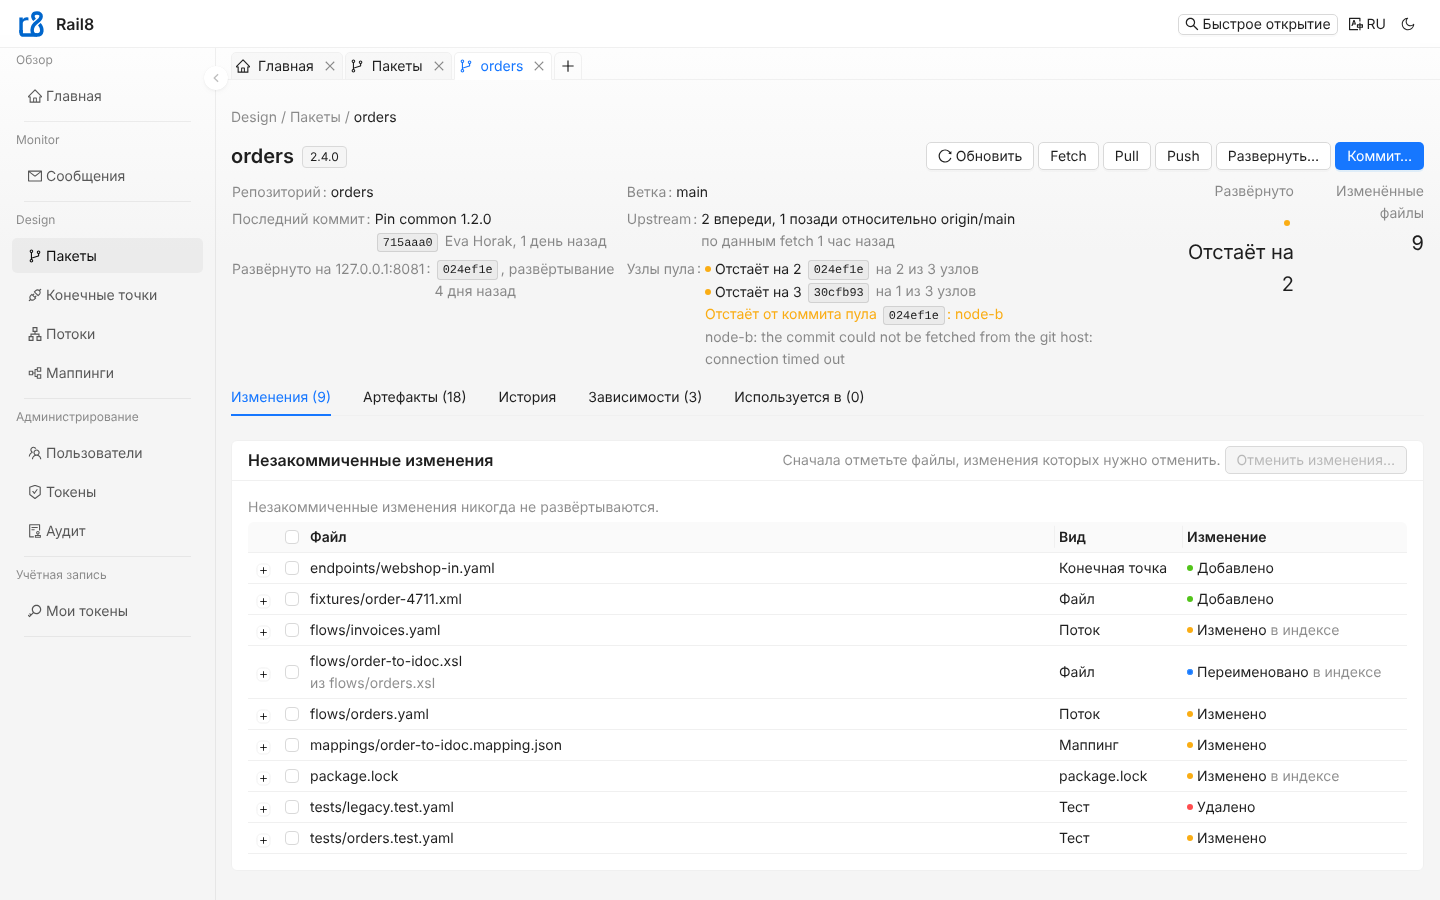 Rail8
Быстрое открытие
RU
Обзор
Главная
Monitor
Сообщения
Design
Пакеты
Конечные точки
Потоки
Маппинги
Администрирование
Пользователи
Токены
Аудит
Учётная запись
Мои токены
Главная
Пакеты
orders
Design / Пакеты / orders
orders 2.4.0
Обновить
Fetch
Pull
Push
Развернуть...
Коммит...
Репозиторий: orders
Последний коммит: Pin common 1.2.0
715aaa0 Eva Horak, 1 день назад
Развёрнуто на 127.0.0.1:8081: 024ef1e, развёртывание
4 дня назад
Ветка: main
Upstream: 2 впереди, 1 позади относительно origin/main
по данным fetch 1 час назад
Узлы пула: Отстаёт на 2 024ef1e на 2 из 3 узлов
Отстаёт на 3 30cfb93 на 1 из 3 узлов
Отстаёт от коммита пула 024ef1e: node-b
node-b: the commit could not be fetched from the git host:
connection timed out
Развёрнуто
Отстаёт на
2
Изменённые
файлы
9
Изменения (9)
Артефакты (18)
История
Зависимости (3)
Используется в (0)
Незакоммиченные изменения
Сначала отметьте файлы, изменения которых нужно отменить.
Отменить изменения...
Незакоммиченные изменения никогда не развёртываются.
Файл Вид Изменение
+ endpoints/webshop-in.yaml Конечная точка Добавлено
+ fixtures/order-4711.xml Файл Добавлено
+ flows/invoices.yaml Поток Изменено в индексе
+ flows/order-to-idoc.xsl Файл Переименовано в индексе
из flows/orders.xsl
+ flows/orders.yaml Поток Изменено
+ mappings/order-to-idoc.mapping.json Маппинг Изменено
+ package.lock package.lock Изменено в индексе
+ tests/legacy.test.yaml Тест Удалено
+ tests/orders.test.yaml Тест Изменено